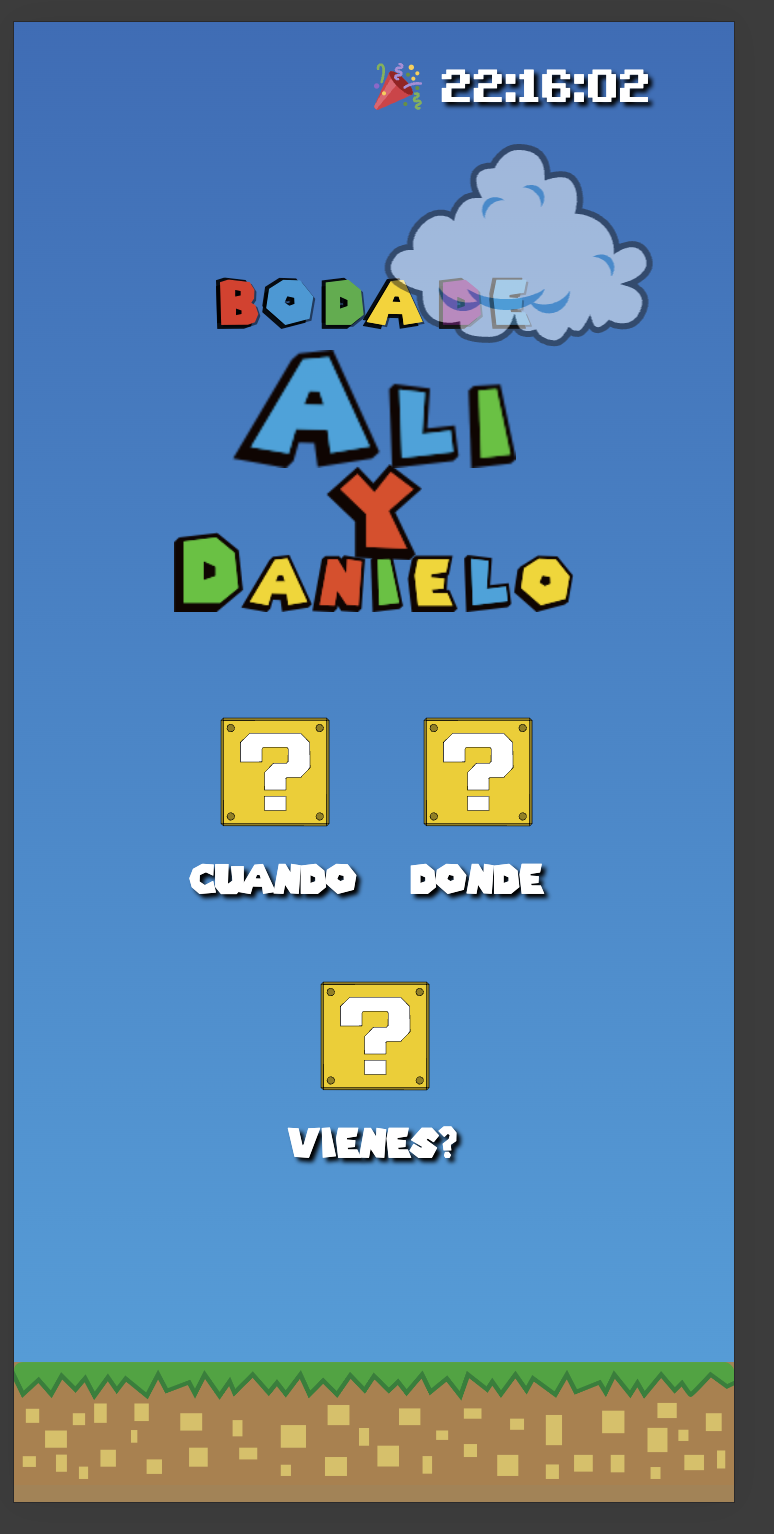 22:16:02
BODA DE
ALI
Y
DANIELO
? ?
CUANDO DONDE
?
VIENES?